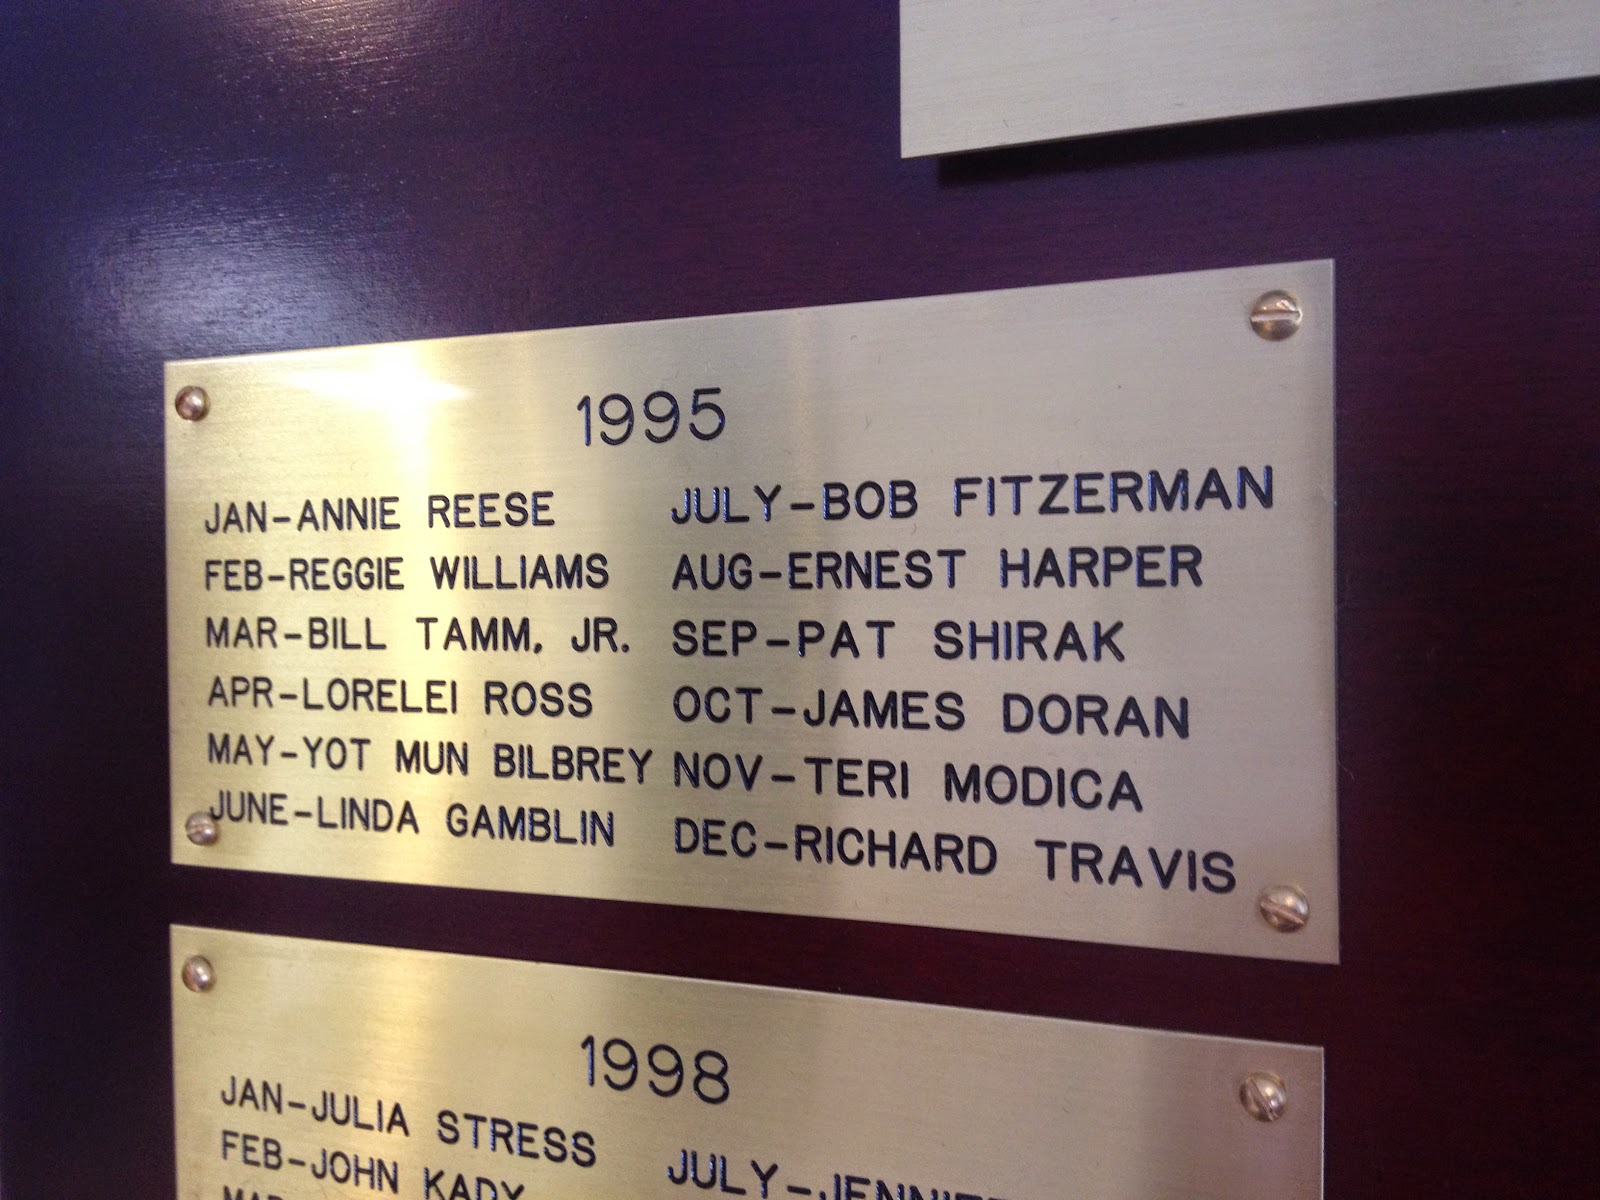 1995
JAN-ANNIE REESE
FEB-REGGIE WILLIAMS
MAR-BILL TAMM, JR.
APR-LORELEI ROSS
MAY-YOT MUN BILBREY
JUNE-LINDA GAMBLIN
JULY-BOB FITZERMAN
AUG-ERNEST HARPER
SEP-PAT SHIRAK
OCT-JAMES DORAN
NOV-TERI MODICA
DEC-RICHARD TRAVIS
1998
JAN-JULIA STRESS
FEB-JOHN KADY
JULY-